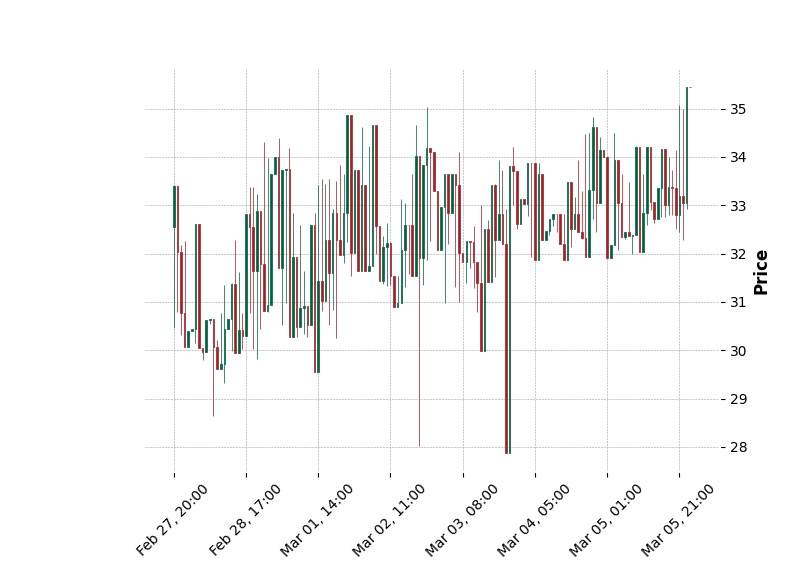 35
34
33
32
31
30
29
28
Price
Feb 27, 20:00
Feb 28, 17:00
Mar 01, 14:00
Mar 02, 11:00
Mar 03, 08:00
Mar 04, 05:00
Mar 05, 01:00
Mar 05, 21:00